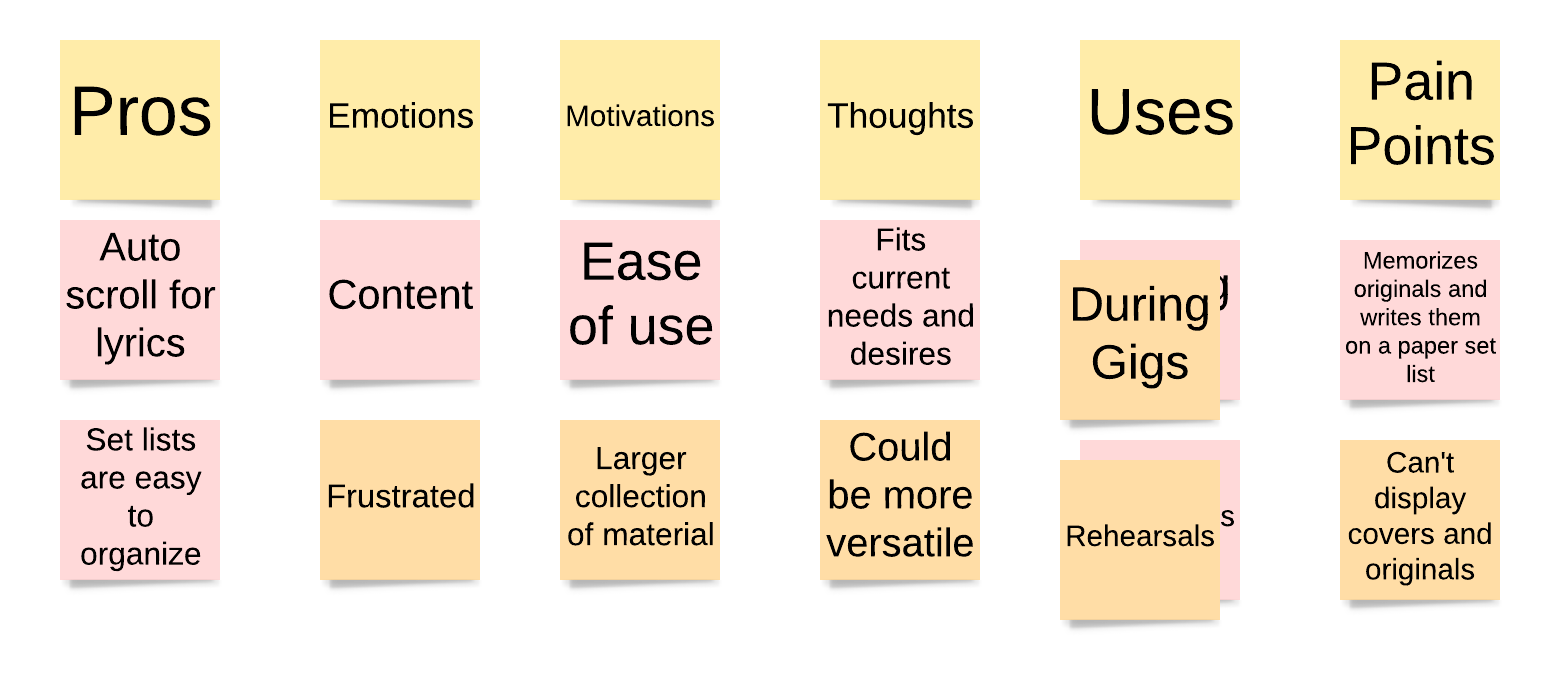 Pros
Emotions
Motivations
Thoughts
Uses
Pain
Points
Auto
scroll for
lyrics
Content
Ease
of use
Fits
current
needs and
desires
During
Gigs
Memorizes
originals and
writes them
on a paper set
list
Set lists
are easy
to
organize
Frustrated
Larger
collection
of material
Could
be more
versatile
Rehearsals
Can't
display
covers and
originals